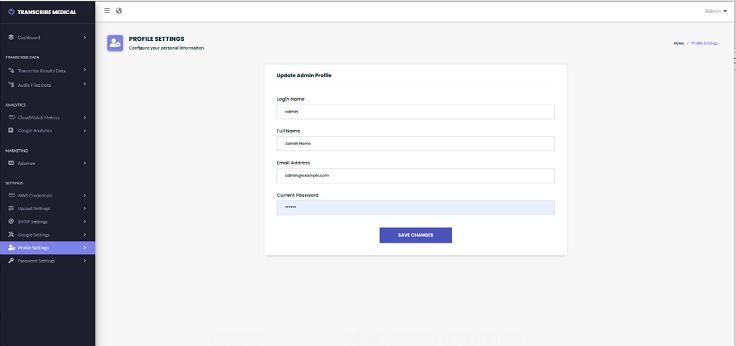 TRANSCRIBE MEDICAL
Admin
Dashboard
TRANSCRIBE DATA
Transcribe Results Data
Audio Files Data
ANALYTICS
CloudWatch Metrics
Google Analytics
MARKETING
Adsense
SETTINGS
AWS Credentials
Upload Settings
SMTP Settings
Google Settings
Profile Settings
Password Settings
PROFILE SETTINGS
Configure your personal information
Home / Profile Settings
Update Admin Profile
Login Name
admin
Full Name
Admin Name
Email Address
admin@example.com
Current Password
••••••
SAVE CHANGES